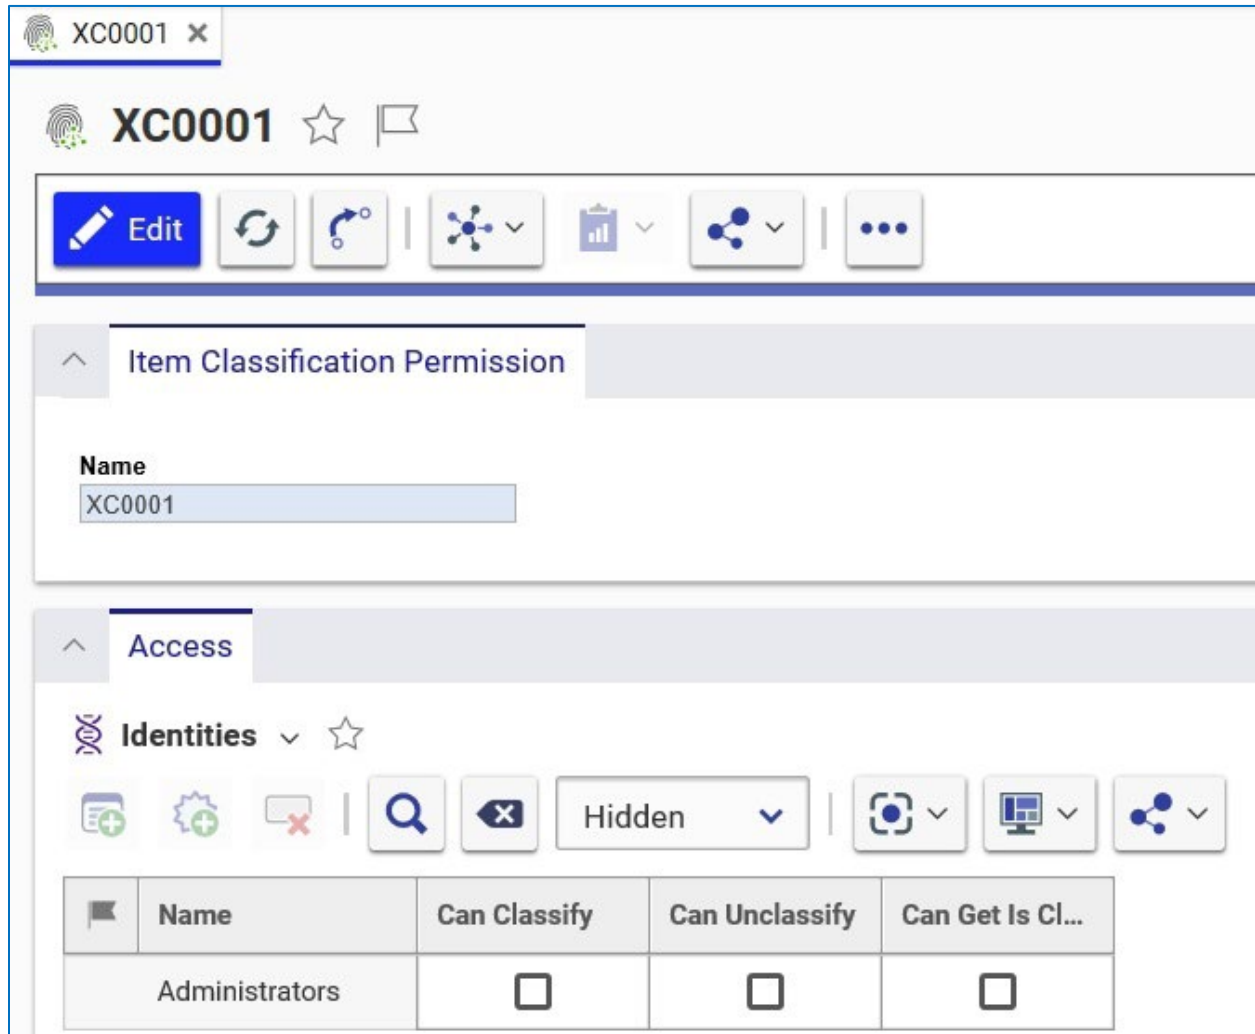 XC0001
XC0001
Edit
Item Classification Permission
Name
XC0001
Access
Identities
Hidden
Name Can Classify Can Unclassify Can Get Is Cl...
Administrators